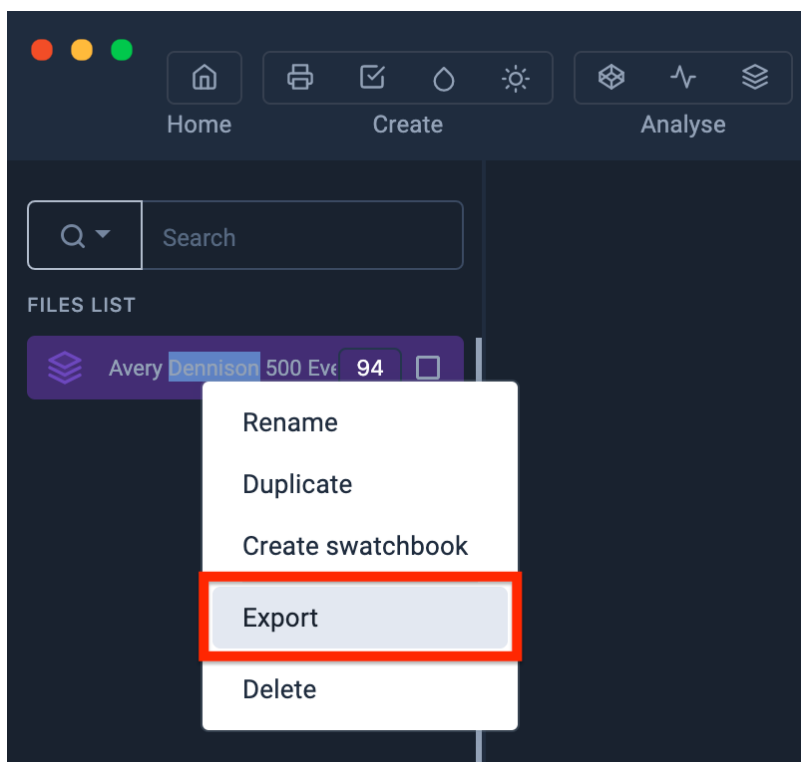 Home Create Analyse
Search
FILES LIST
Avery Dennison 500 Eve 94
Rename
Duplicate
Create swatchbook
Export
Delete